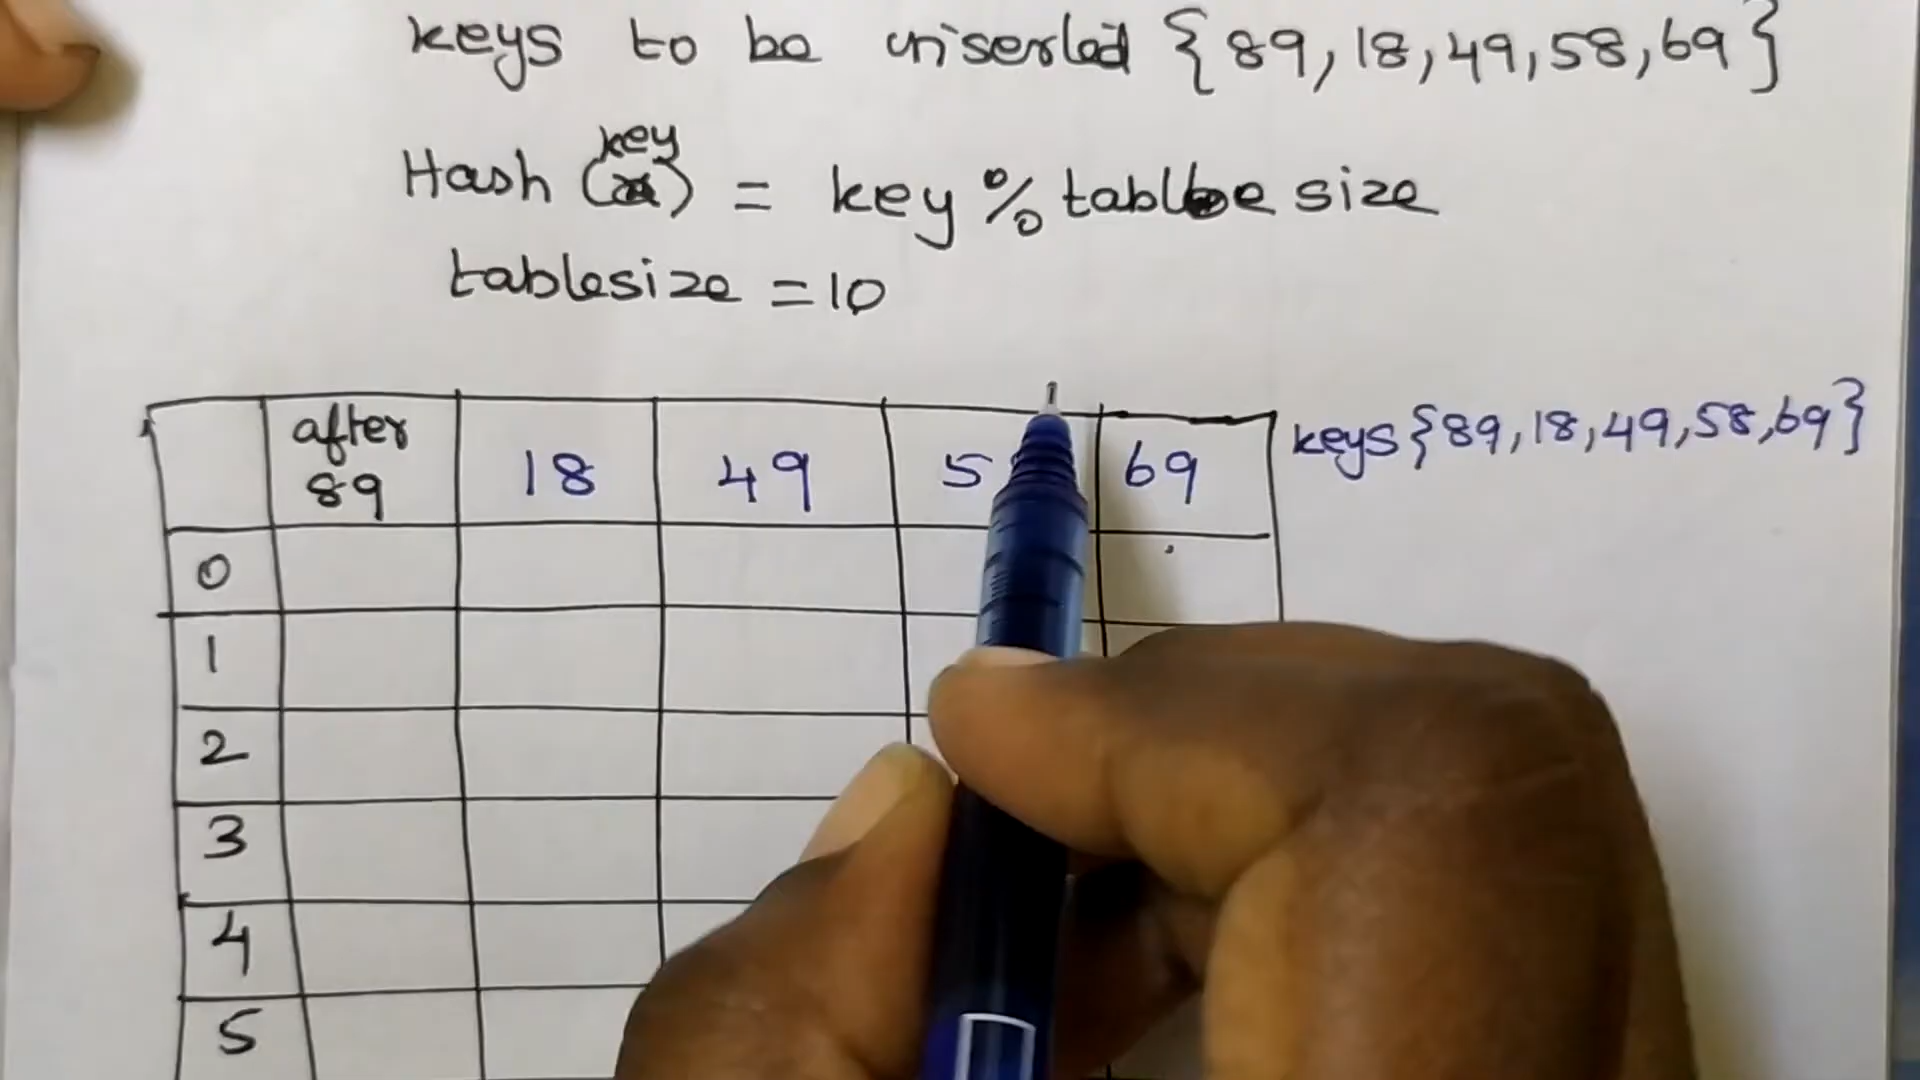 keys to be inserted {89,18,49,58,69}
key
Hash (x) = key % table size
tablesize = 10
after 89 18 49 5 69
keys {89,18,49,58,69}
0
1
2
3
4
5